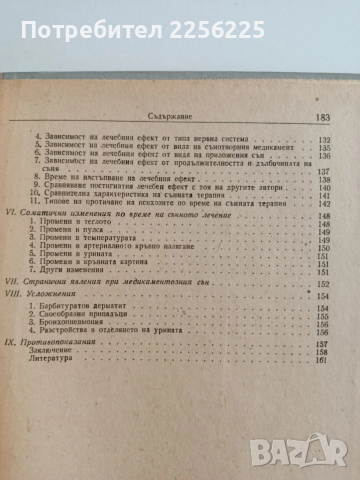 Потребител 2256225
Съдържание 183
4. Зависимост на лечебния ефект от типа нервна система 132
5. Зависимост на лечебния ефект от вида на сънотворния медикамент 135
6. Зависимост на лечебния ефект от вида на приложения сън 136
7. Зависимост на лечебния ефект от продължителността и дълбочината на
съня 137
8. Време на настъпване на лечебния ефект 138
9. Сравняване постигнатия лечебен ефект с тоя на другите автори 140
10. Сравнителна характеристика на сънната терапия 141
11. Типове на протичане на психозите по време на сънната терапия 142
VI. Соматични изменения по време на сънното лечение 148
1. Промени в теглото 148
2. Промени в пулса 149
3. Промени в температурата 149
4. Промени в артериалното кръвно налягане 150
5. Промени в урината 151
6. Промени в кръвната картина 151
7. Други изменения 151
VII. Странични явления при медикаментозния сън 152
VIII. Усложнения 154
1. Барбитуратов дерматит 154
2. Своеобразни припадъци 155
3. Бронхопневмония 156
4. Разстройства в отделянето на урината 156
IX. Противопоказания 157
Заключение 158
Литература 161
bazar.bg